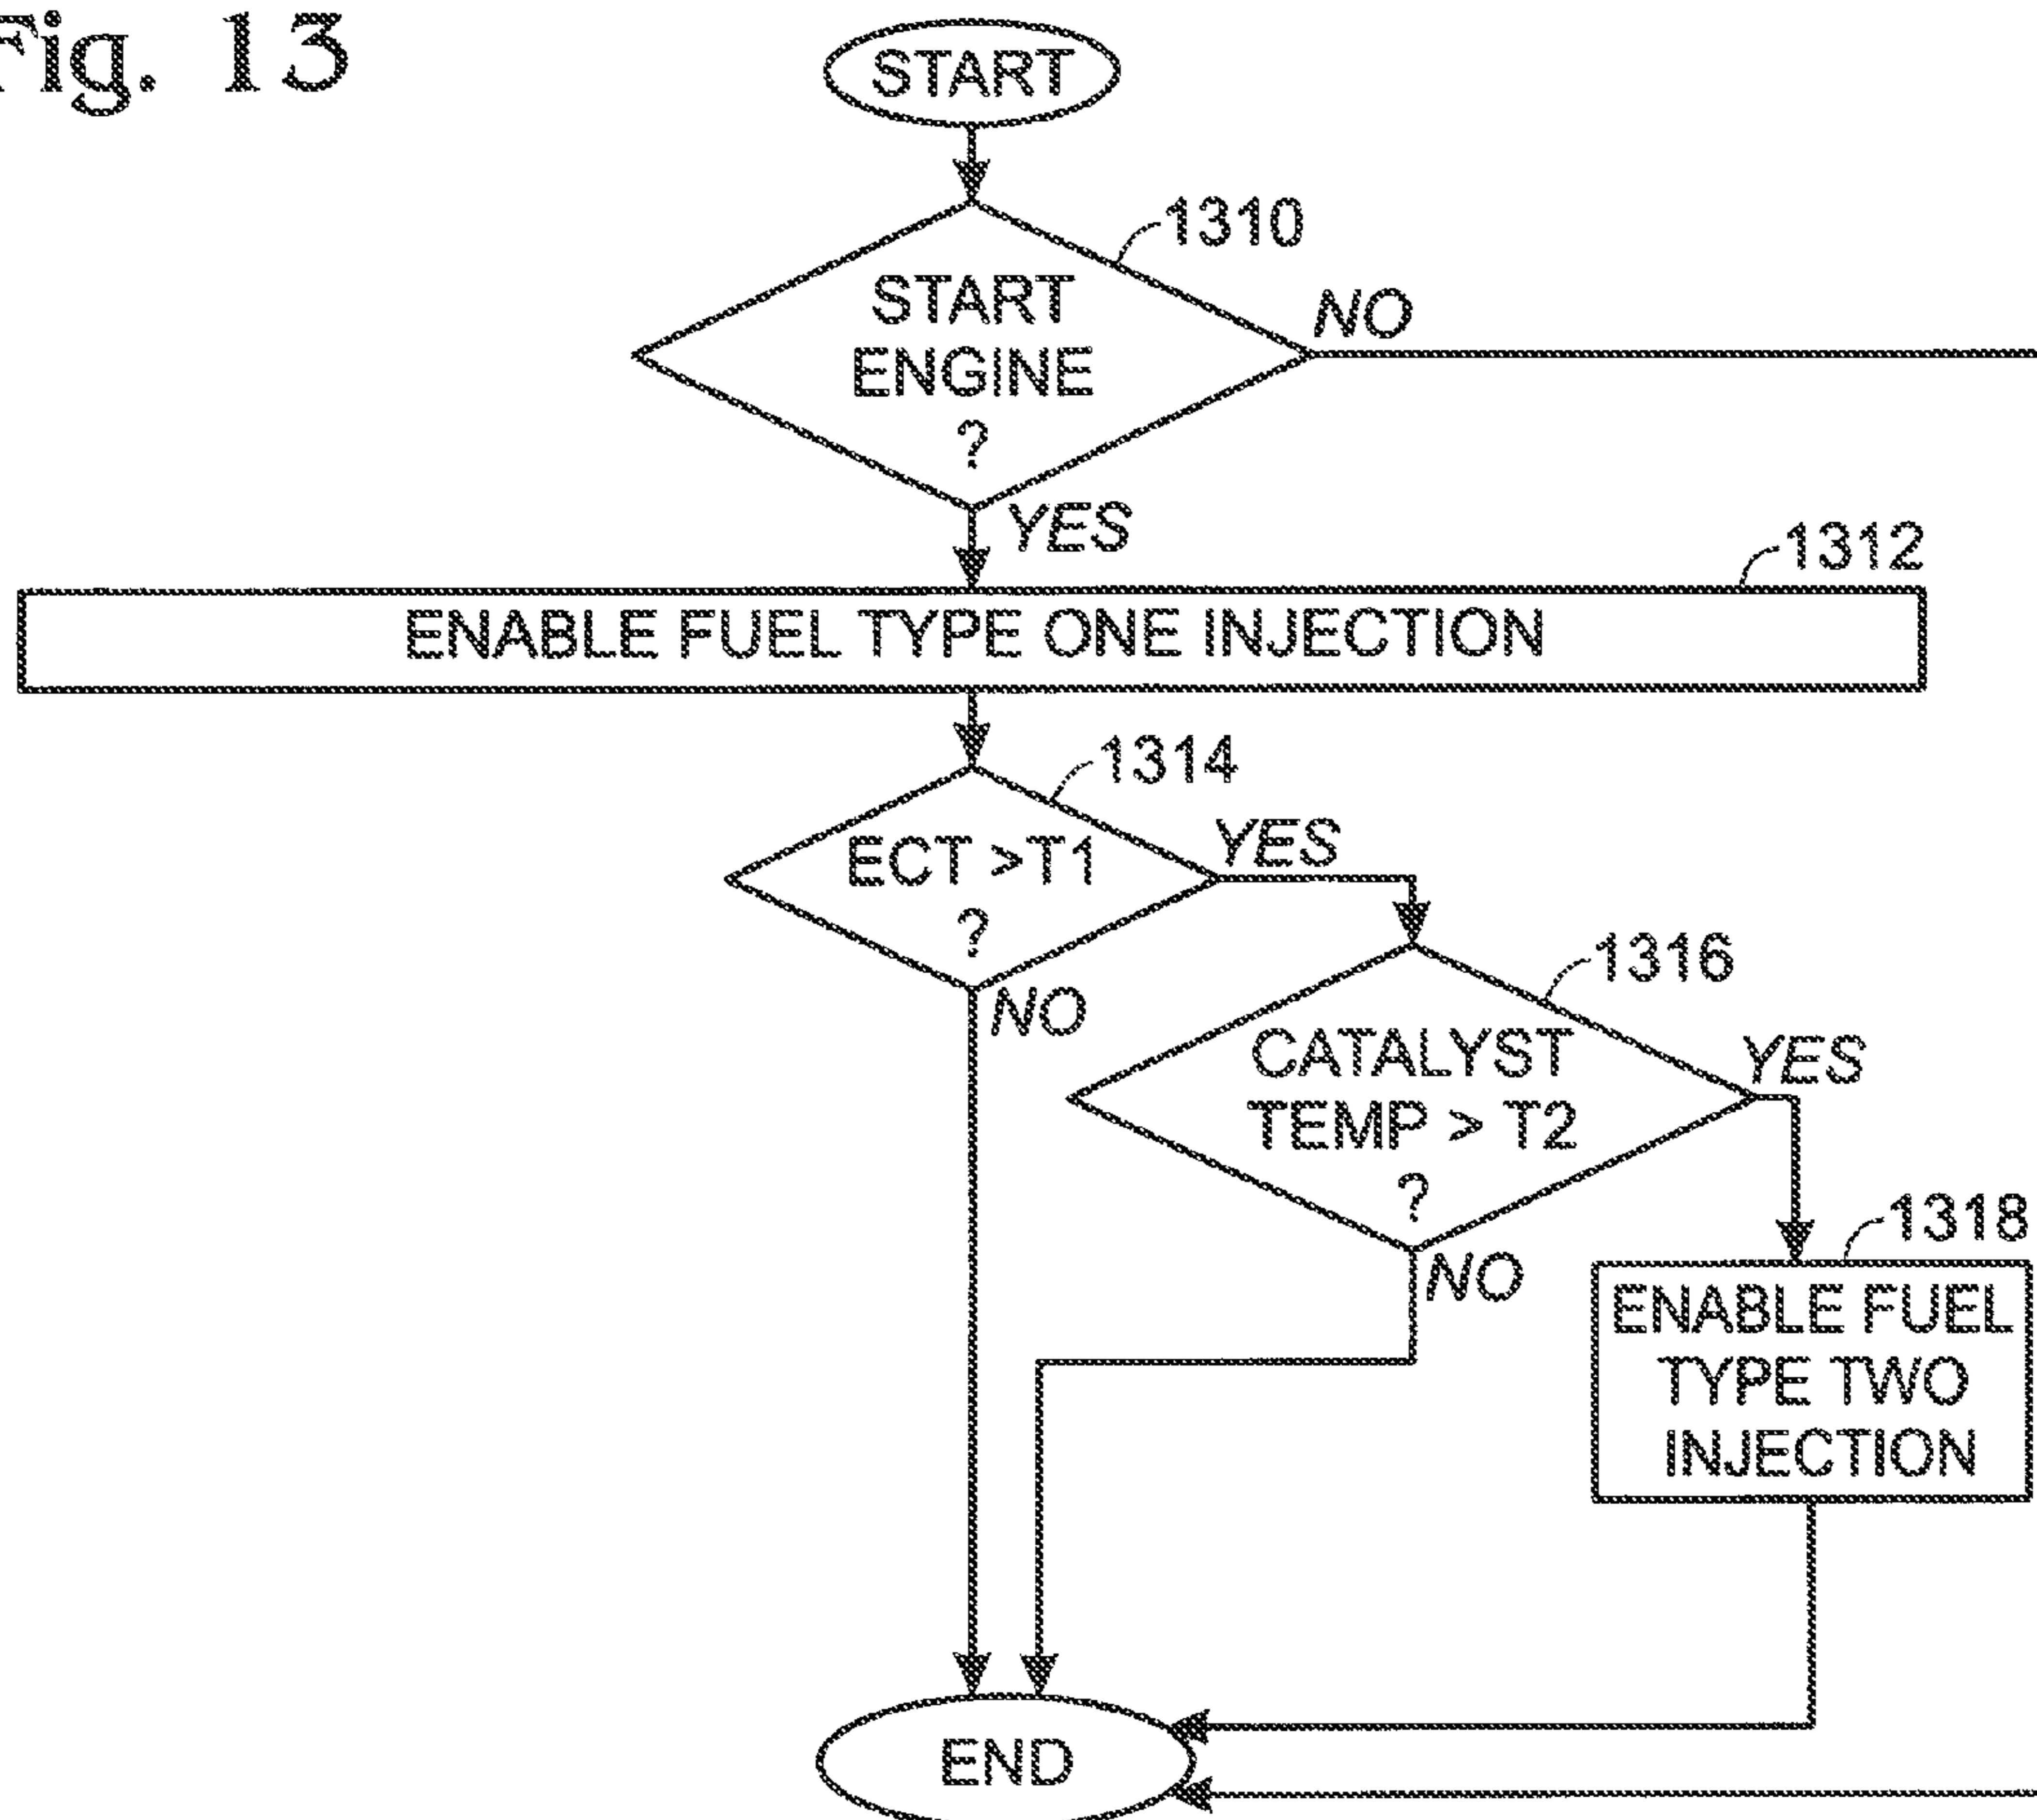 Fig. 13
START
1310
START
ENGINE
?
NO
YES
1312
ENABLE FUEL TYPE ONE INJECTION
1314
ECT >T1
?
YES
NO
1316
CATALYST
TEMP > T2
?
YES
NO
1318
ENABLE FUEL
TYPE TWO
INJECTION
END